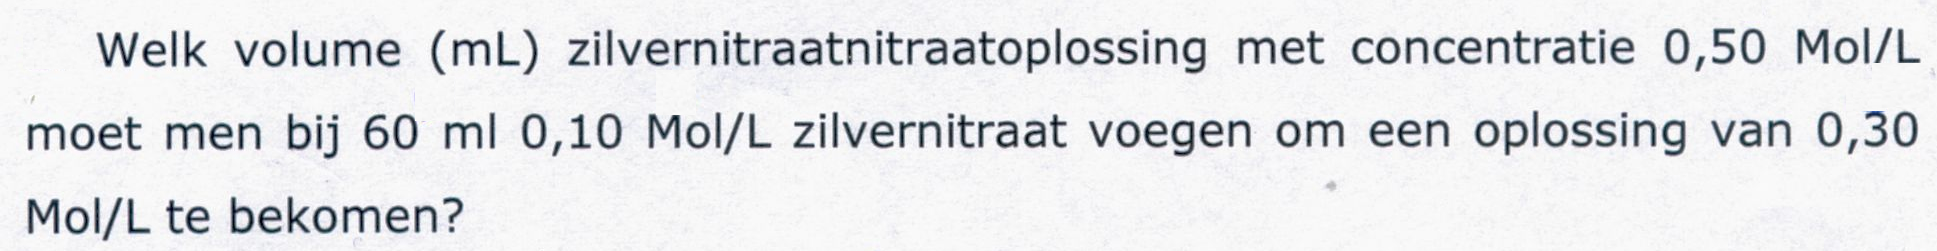 Welk volume (mL) zilvernitraatnitraatoplossing met concentratie 0,50 Mol/L
moet men bij 60 ml 0,10 Mol/L zilvernitraat voegen om een oplossing van 0,30
Mol/L te bekomen?